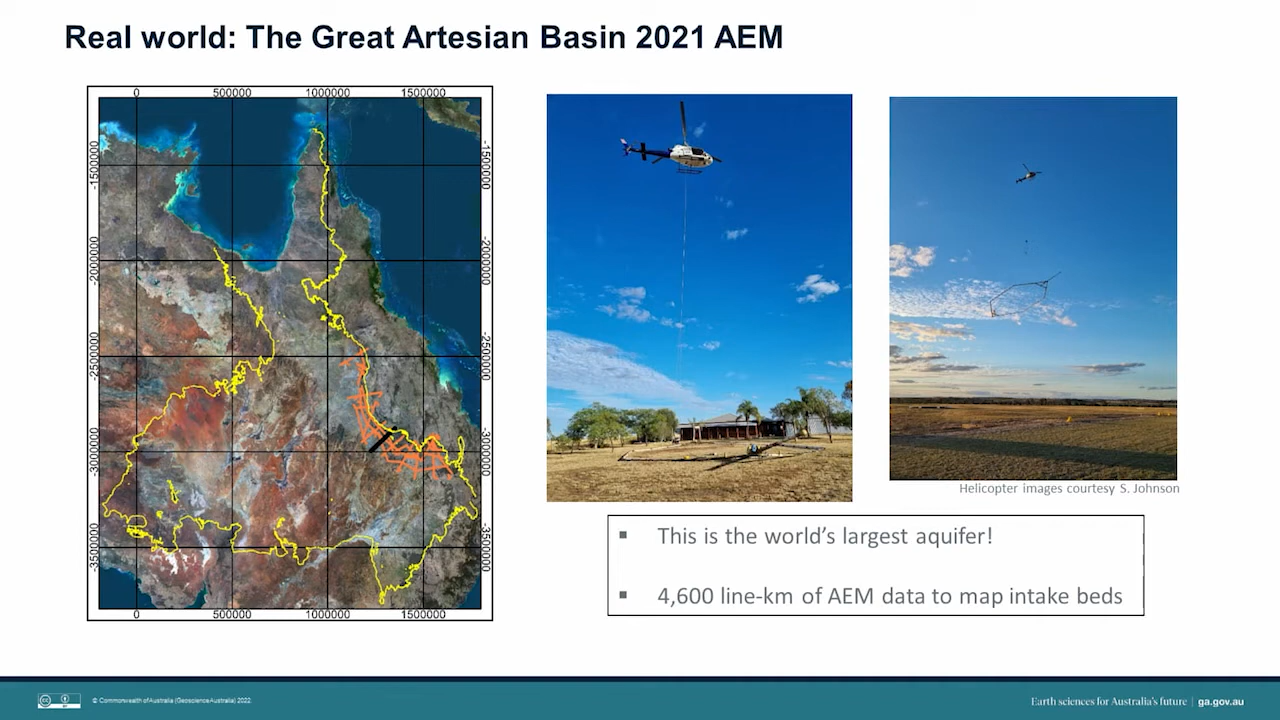 Real world: The Great Artesian Basin 2021 AEM
0 500000 1000000 1500000
-1500000 -1500000
-2000000 -2000000
-2500000 -2500000
-3000000 -3000000
-3500000 -3500000
0 500000 1000000 1500000
Helicopter images courtesy S. Johnson
▪ This is the world's largest aquifer!
▪ 4,600 line-km of AEM data to map intake beds
cc BY
© Commonwealth of Australia (Geoscience Australia) 2022
Earth sciences for Australia's future | ga.gov.au